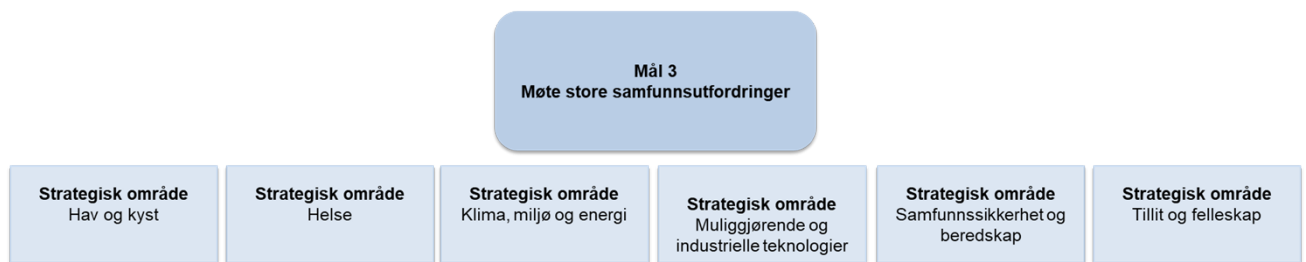 Mål 3
Møte store samfunnsutfordringer
Strategisk område
Hav og kyst
Strategisk område
Helse
Strategisk område
Klima, miljø og energi
Strategisk område
Muliggjørende og
industrielle teknologier
Strategisk område
Samfunnssikkerhet og
beredskap
Strategisk område
Tillit og felleskap